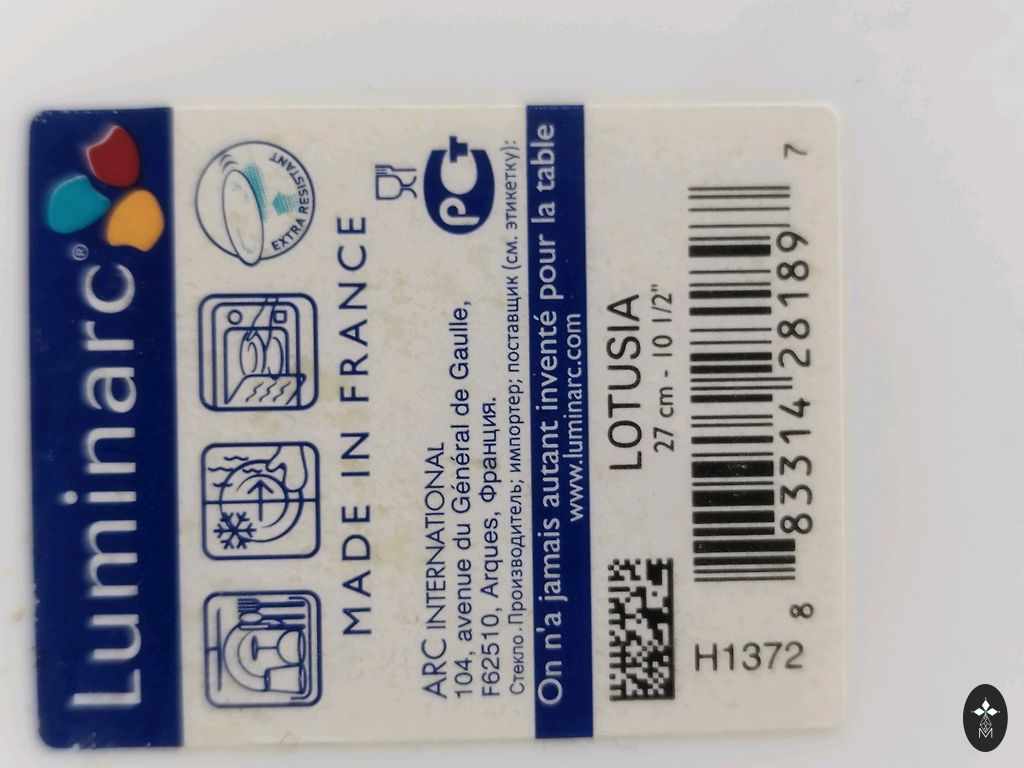 Luminarc®
EXTRA RESISTANT
MADE IN FRANCE
PCT
ARC INTERNATIONAL
104, avenue du Général de Gaulle,
F62510, Arques, Франция.
Стекло. Производитель; импортер; поставщик (см. этикетку):
On n'a jamais autant inventé pour la table
www.luminarc.com
LOTUSIA
27 cm - 10 1/2"
H1372
8 83314 28189 7
M